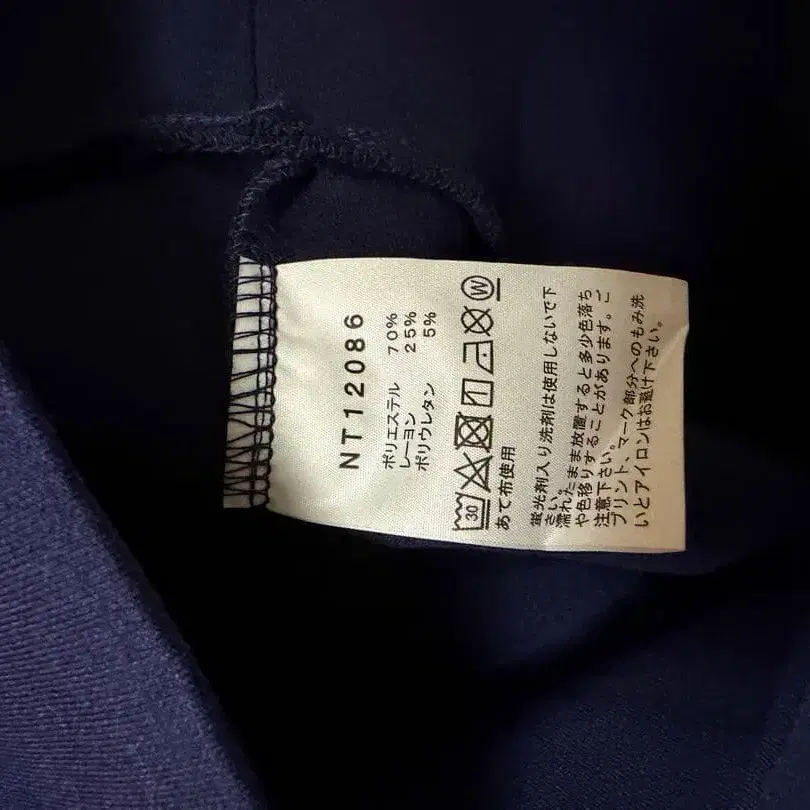 NT12086
ポリエステル 70%
レーヨン 25%
ポリウレタン 5%
30 W
あて布使用
蛍光剤入り洗剤は使用しないで下
さい。
濡れたまま放置すると多少色落ち
や色移りすることがあります。ご
注意下さい。
プリント、マーク部分へのもみ洗
いとアイロンはお避け下さい。